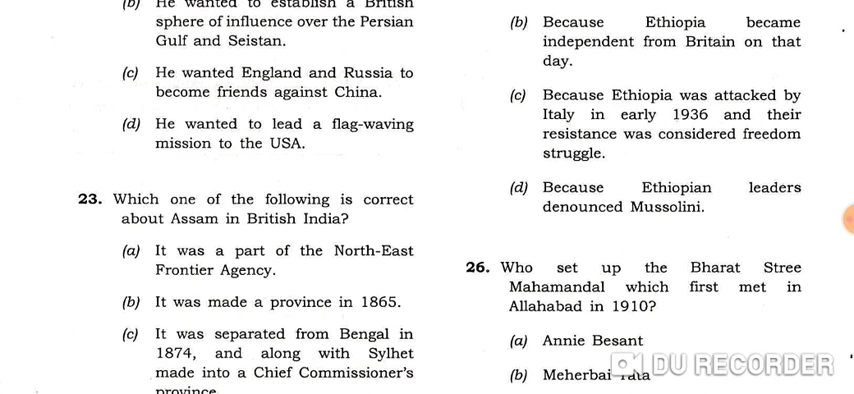 (b) He wanted to establish a British
sphere of influence over the Persian
Gulf and Seistan.
(c) He wanted England and Russia to
become friends against China.
(d) He wanted to lead a flag-waving
mission to the USA.
23. Which one of the following is correct
about Assam in British India?
(a) It was a part of the North-East
Frontier Agency.
(b) It was made a province in 1865.
(c) It was separated from Bengal in
1874, and along with Sylhet
made into a Chief Commissioner's
province.
(b) Because Ethiopia became
independent from Britain on that
day.
(c) Because Ethiopia was attacked by
Italy in early 1936 and their
resistance was considered freedom
struggle.
(d) Because Ethiopian leaders
denounced Mussolini.
26. Who set up the Bharat Stree
Mahamandal which first met in
Allahabad in 1910?
(a) Annie Besant
(b) Meherbai Tata
DU RECORDER